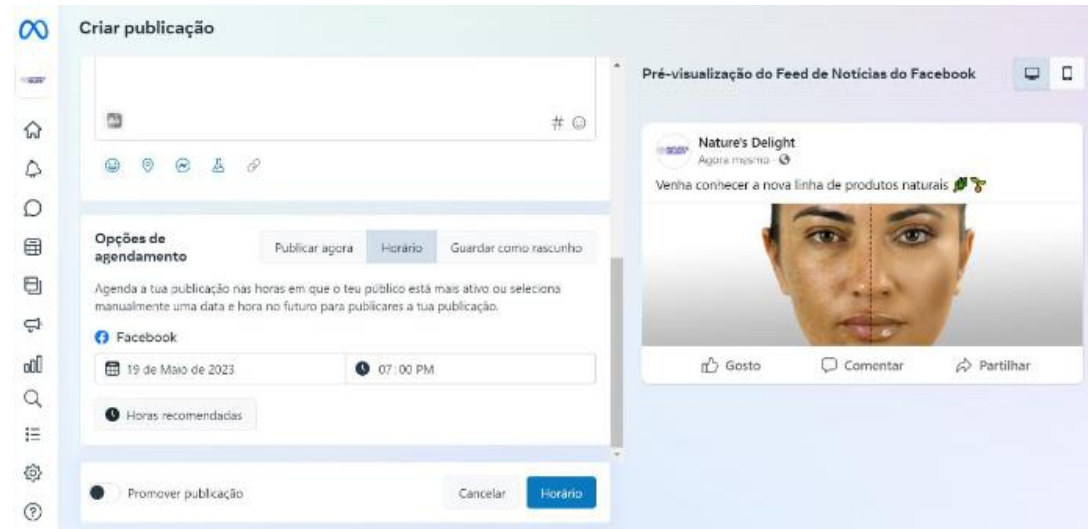 Criar publicação
#
Opções de agendamento
Publicar agora
Horário
Guardar como rascunho
Agenda a tua publicação nas horas em que o teu público está mais ativo ou seleciona
manualmente uma data e hora no futuro para publicares a tua publicação.
Facebook
19 de Maio de 2023
07:00 PM
Horas recomendadas
Promover publicação
Cancelar
Horário
Pré-visualização do Feed de Notícias do Facebook
Nature's Delight
Agora mesmo ·
Venha conhecer a nova linha de produtos naturais
Gosto
Comentar
Partilhar